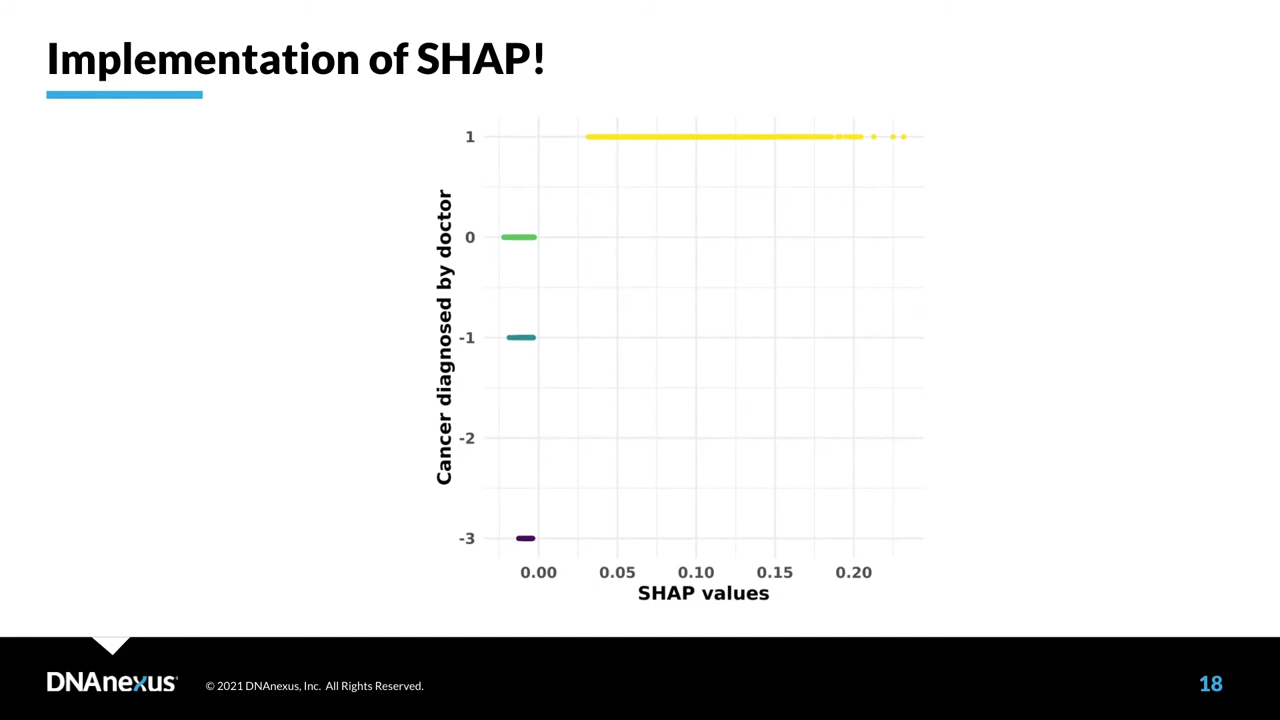 Implementation of SHAP!
Cancer diagnosed by doctor
1
0
-1
-2
-3
0.00 0.05 0.10 0.15 0.20
SHAP values
DNAnexus
© 2021 DNAnexus, Inc. All Rights Reserved.
18